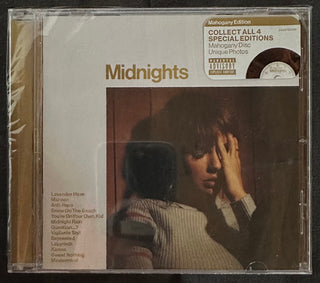 Mahogany Edition
COLLECT ALL 4
SPECIAL EDITIONS
Mahogany Disc
Unique Photos
PARENTAL
ADVISORY
EXPLICIT CONTENT
Midnights
Lavender Haze
Maroon
Anti-Hero
Snow On The Beach
You're On Your Own, Kid
Midnight Rain
Question...?
Vigilante Shit
Bejeweled
Labyrinth
Karma
Sweet Nothing
Mastermind